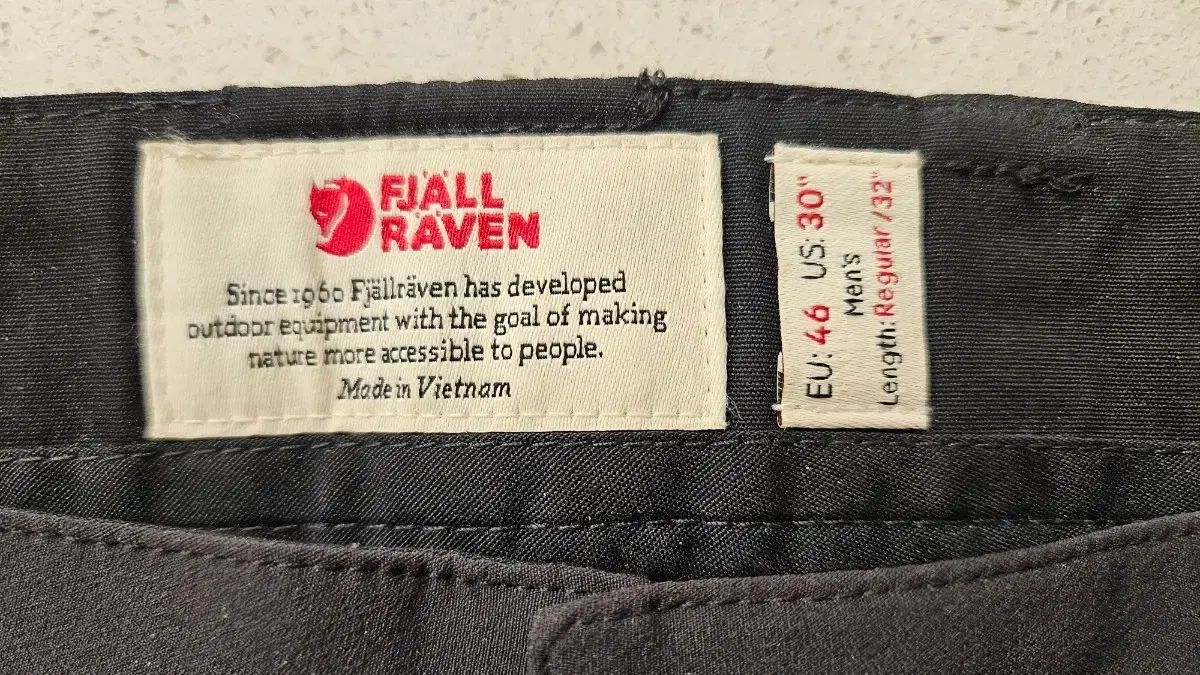 FJÄLL
RÄVEN
Since 1960 Fjällräven has developed
outdoor equipment with the goal of making
nature more accessible to people.
Made in Vietnam
EU: 46 US: 30"
Men's
Length: Regular / 32"